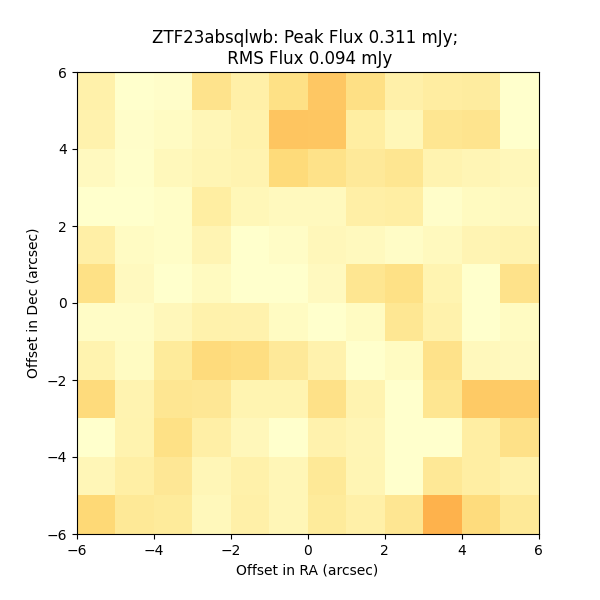 ZTF23absqlwb: Peak Flux 0.311 mJy;
RMS Flux 0.094 mJy
6
4
2
0
−2
−4
−6
Offset in Dec (arcsec)
−6 −4 −2 0 2 4 6
Offset in RA (arcsec)